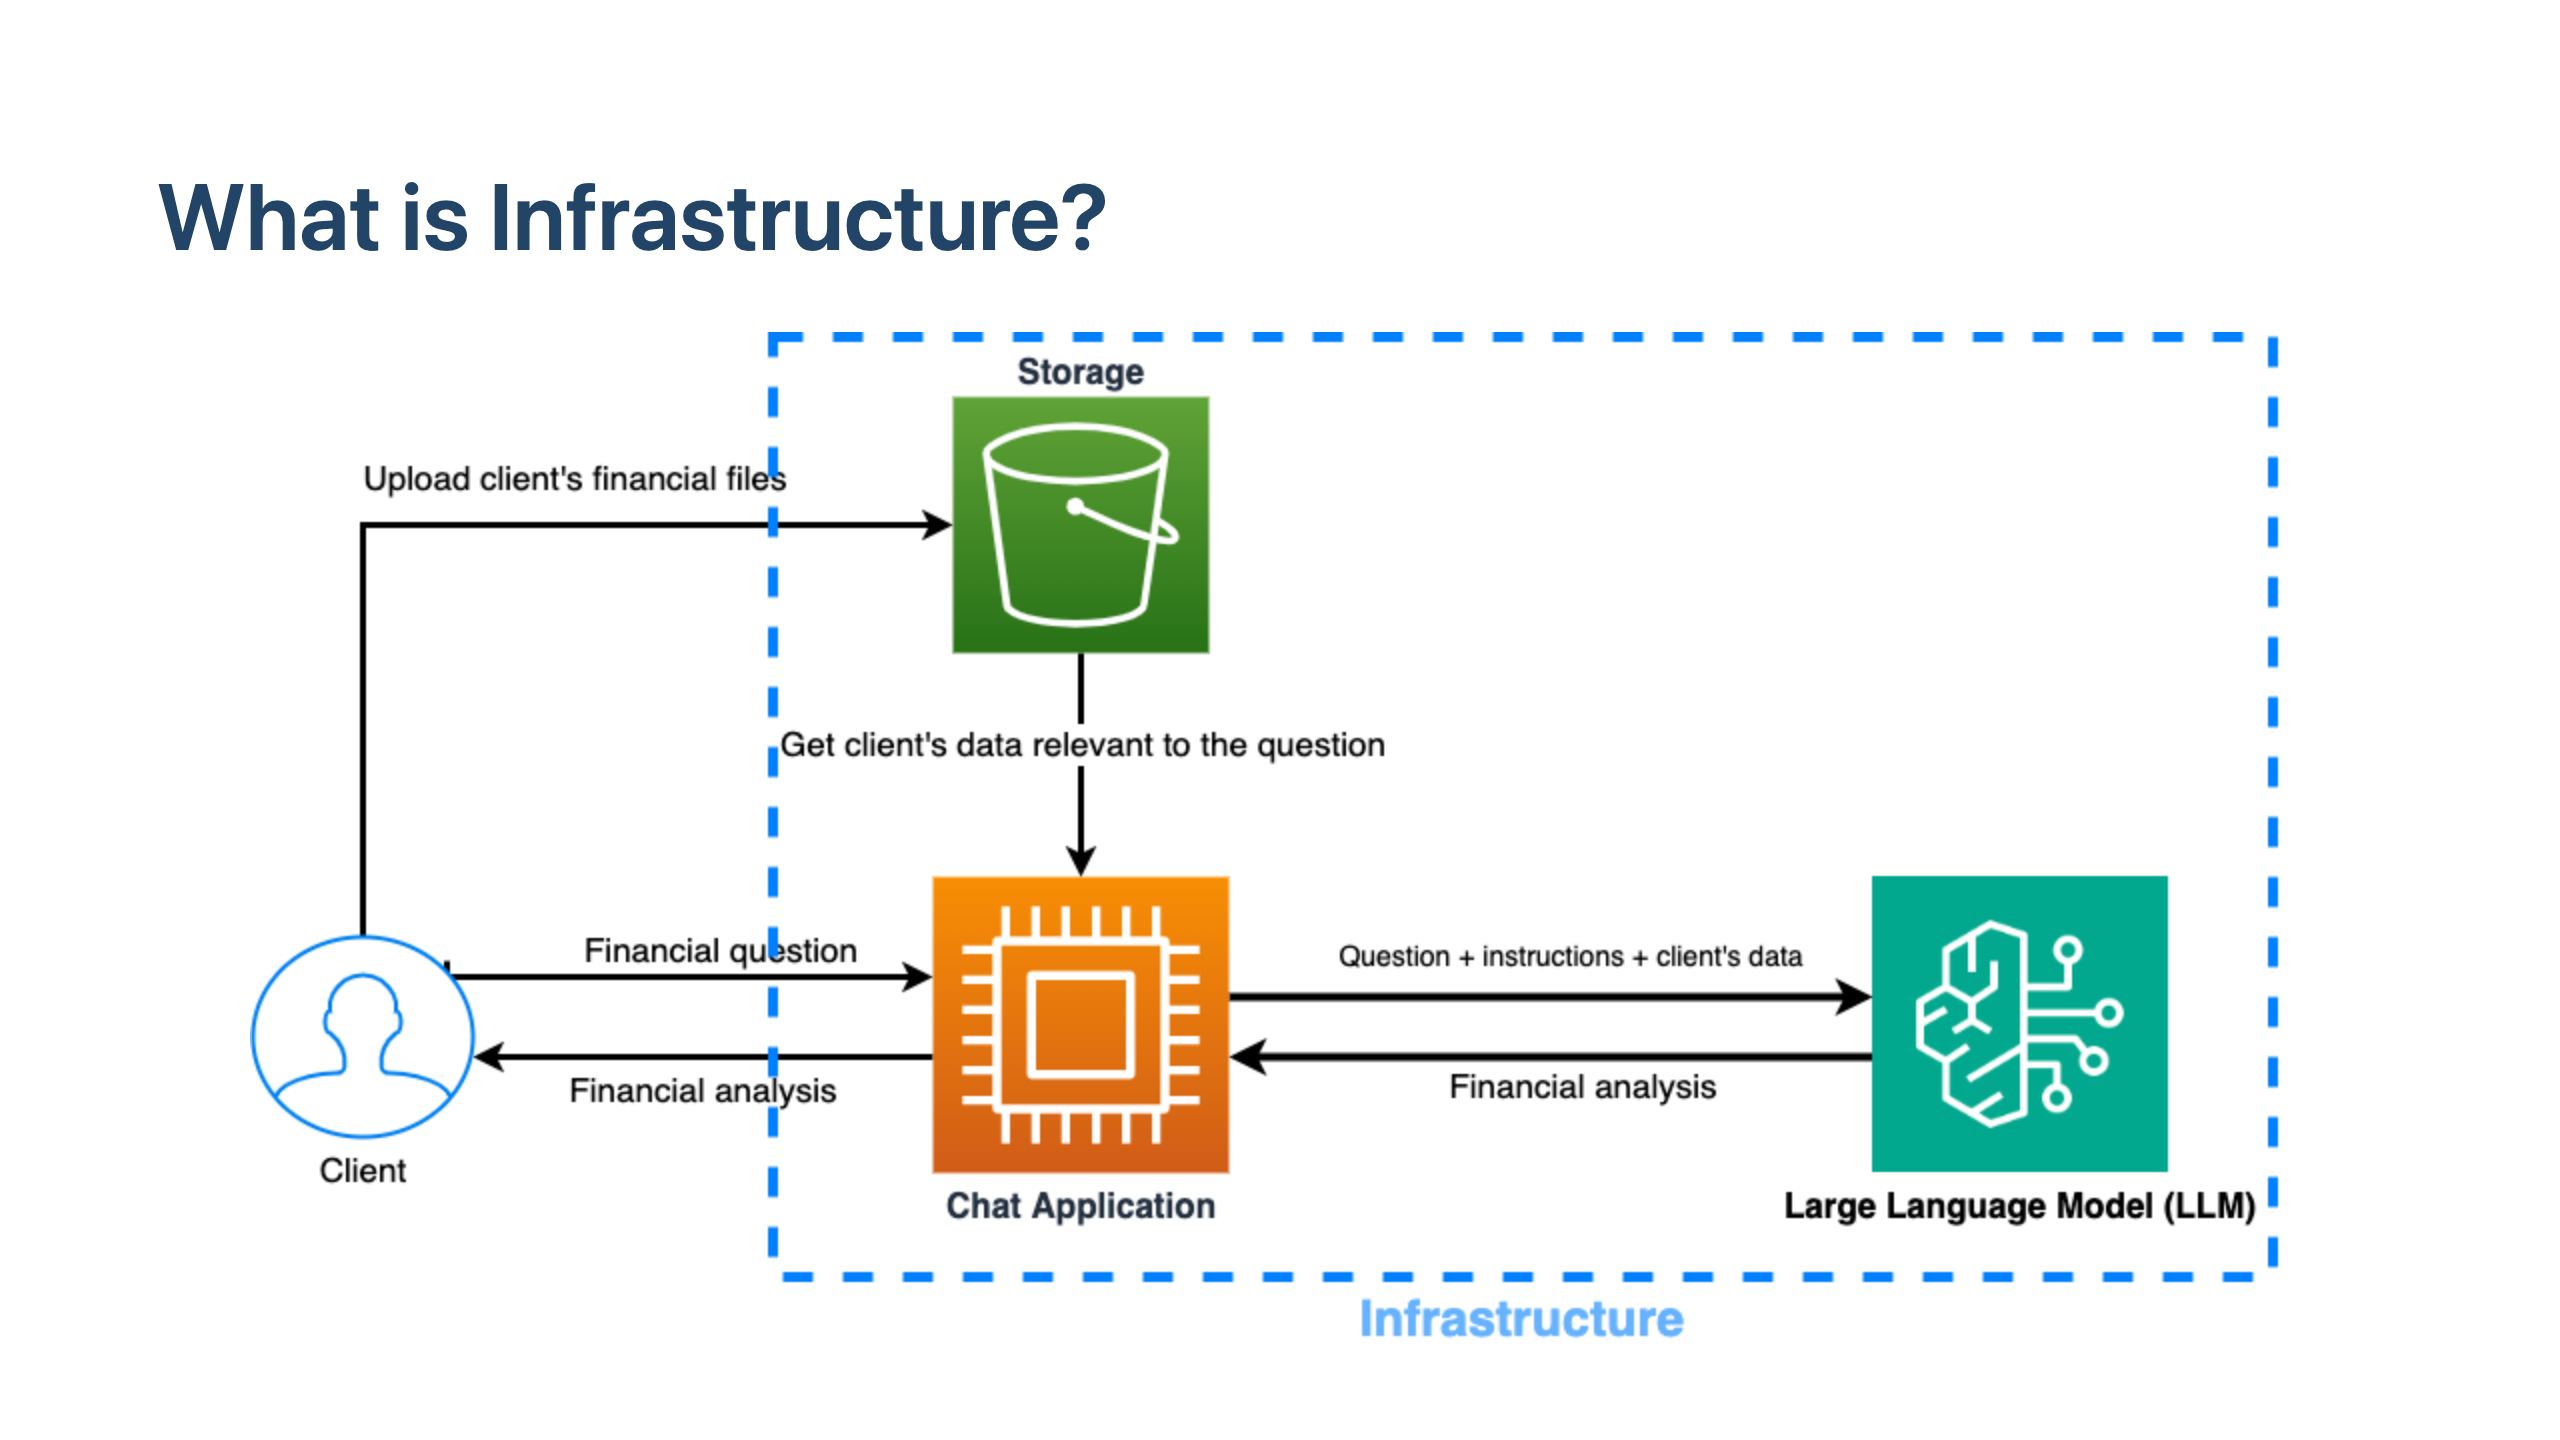 What is Infrastructure?
Storage
Upload client's financial files
Get client's data relevant to the question
Financial question
Question + instructions + client's data
Financial analysis
Financial analysis
Client
Chat Application
Large Language Model (LLM)
Infrastructure